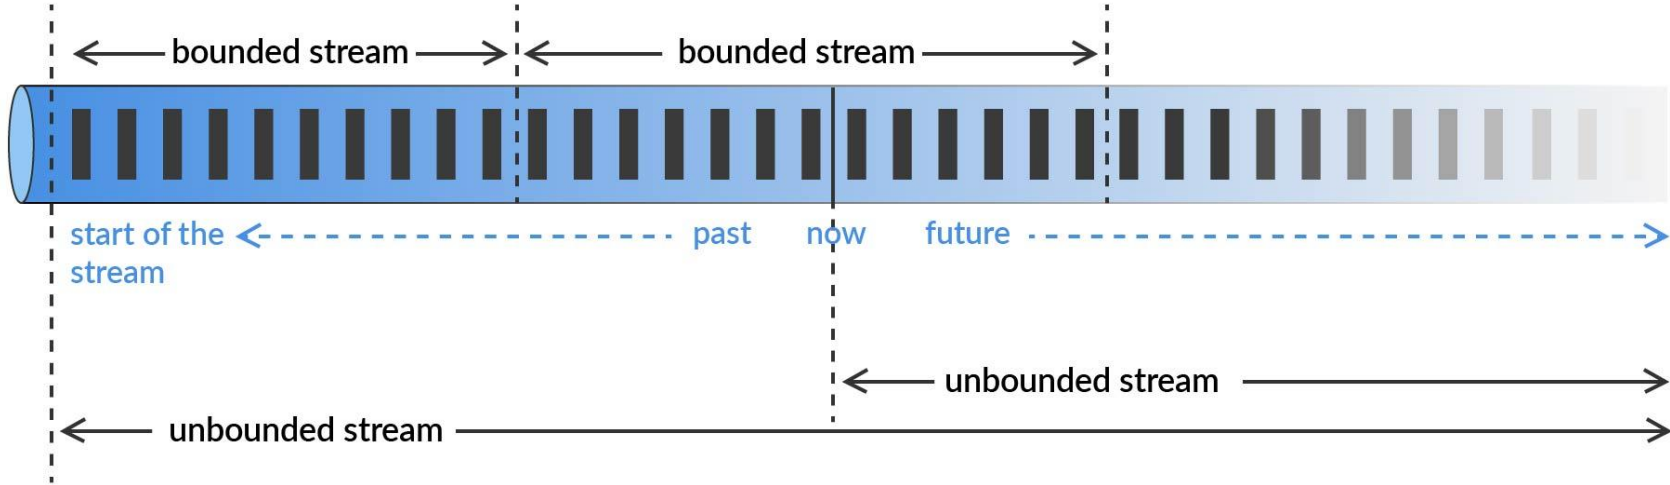 bounded stream
bounded stream
start of the
stream
past
now
future
unbounded stream
unbounded stream